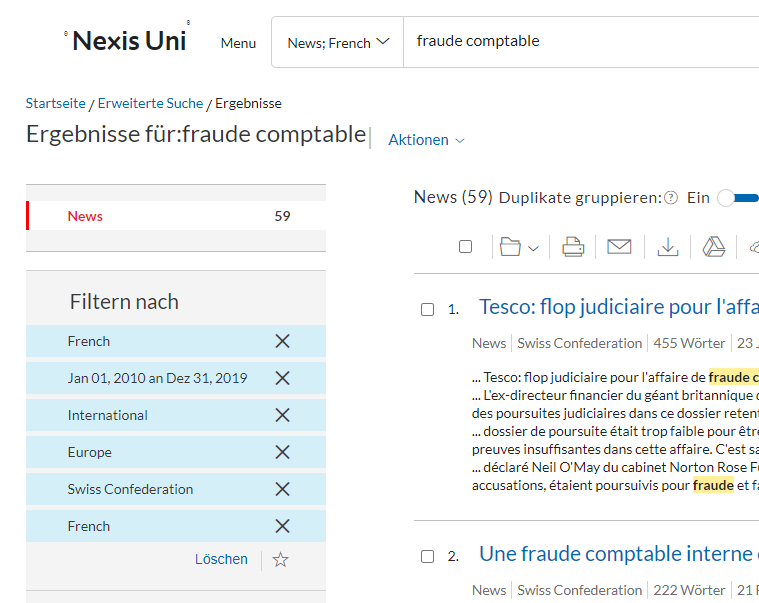 Nexis Uni
Menu
News; French
fraude comptable
Startseite / Erweiterte Suche / Ergebnisse
Ergebnisse für:fraude comptable
Aktionen
News 59
Filtern nach
French
Jan 01, 2010 an Dez 31, 2019
International
Europe
Swiss Confederation
French
Löschen
News (59) Duplikate gruppieren: Ein
1. Tesco: flop judiciaire pour l'affa
News Swiss Confederation 455 Wörter 23
... Tesco: flop judiciaire pour l'affaire de fraude c
... L'ex-directeur financier du géant britannique
des poursuites judiciaires dans ce dossier reten
... dossier de poursuite était trop faible pour êtr
preuves insuffisantes dans cette affaire. C'est sa
... déclaré Neil O'May du cabinet Norton Rose F
accusations, étaient poursuivis pour fraude et fa
2. Une fraude comptable interne
News Swiss Confederation 222 Wörter 21